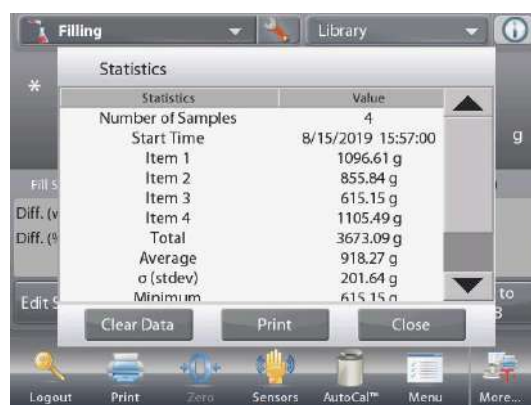 Filling
Library
Statistics
*
Statistics Value
Number of Samples 4
Start Time 8/15/2019 15:57:00
g
Item 1 1096.61 g
Item 2 855.84 g
Fill S
Item 3 615.15 g
Diff. (w
Item 4 1105.49 g
Total 3673.09 g
Diff. (%
Average 918.27 g
σ (stdev) 201.64 g
Minimum 615.15 g
Edit S
to
Clear Data Print Close
Logout Print Zero Sensors AutoCal™ Menu More...